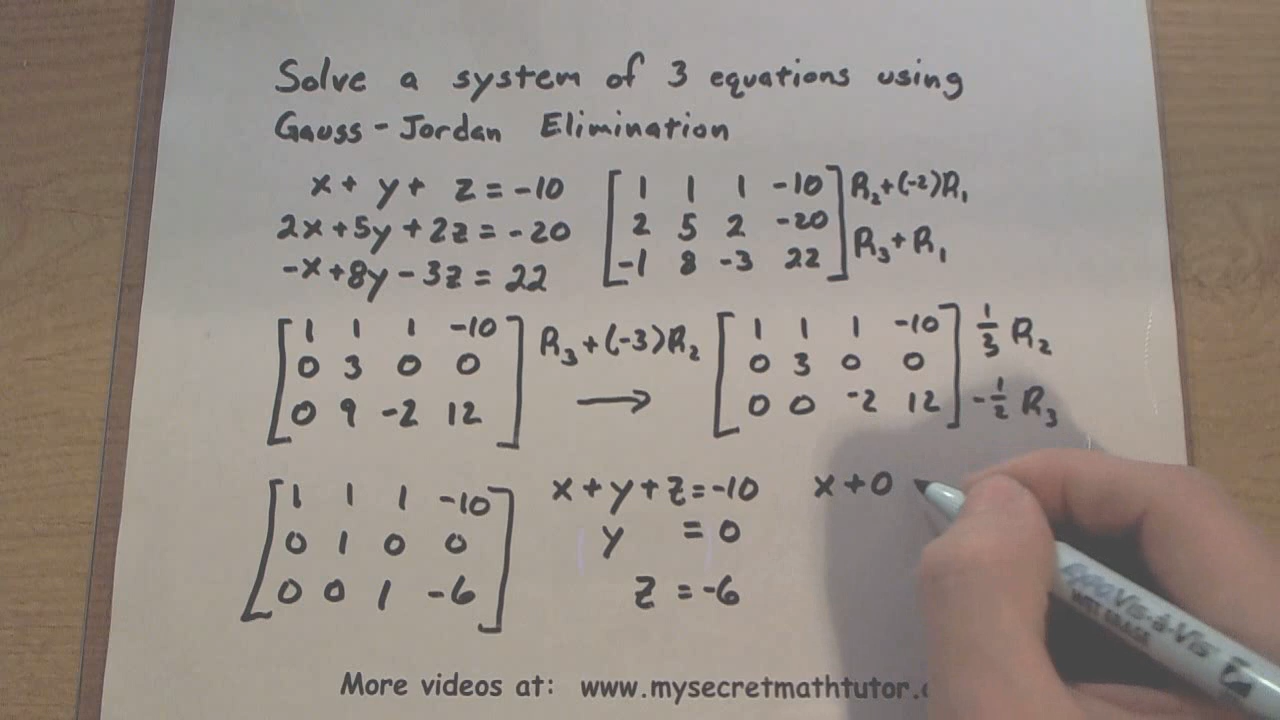 Solve a system of 3 equations using
Gauss-Jordan Elimination
x + y + z = -10
2x + 5y + 2z = -20
-x + 8y - 3z = 22
[ 1 1 1 -10 ] R₂+(-2)R₁
2 5 2 -20
-1 8 -3 22 R₃+R₁
[ 1 1 1 -10 ] R₃+(-3)R₂
0 3 0 0
0 9 -2 12 →
[ 1 1 1 -10 ] 1/3 R₂
0 3 0 0
0 0 -2 12 -1/2 R₃
[ 1 1 1 -10 ]
0 1 0 0
0 0 1 -6
x + y + z = -10
y = 0
z = -6
x + 0
More videos at: www.mysecretmathtutor.
Vis-à-Vis
WET ERASE